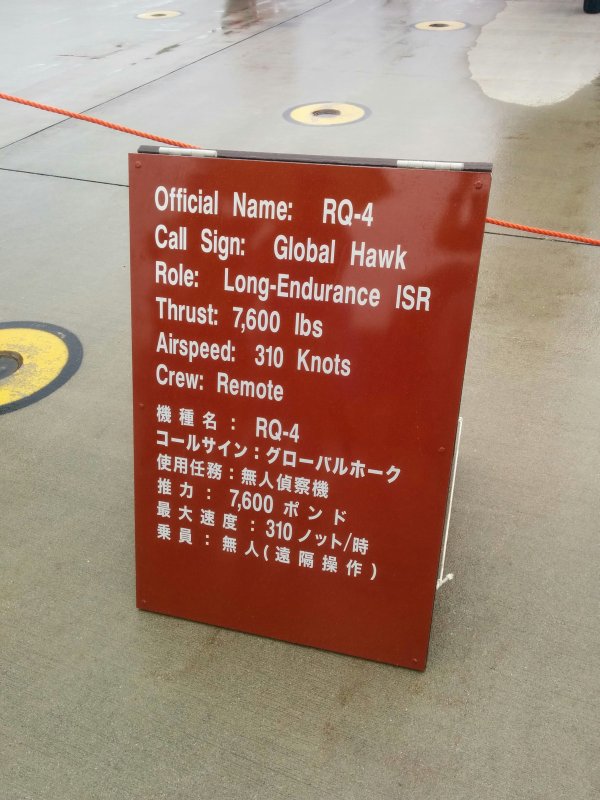 Official Name: RQ-4
Call Sign: Global Hawk
Role: Long-Endurance ISR
Thrust: 7,600 lbs
Airspeed: 310 Knots
Crew: Remote
機種名: RQ-4
コールサイン:グローバルホーク
使用任務:無人偵察機
推力: 7,600 ポンド
最大速度:310ノット/時
乗員:無人(遠隔操作)